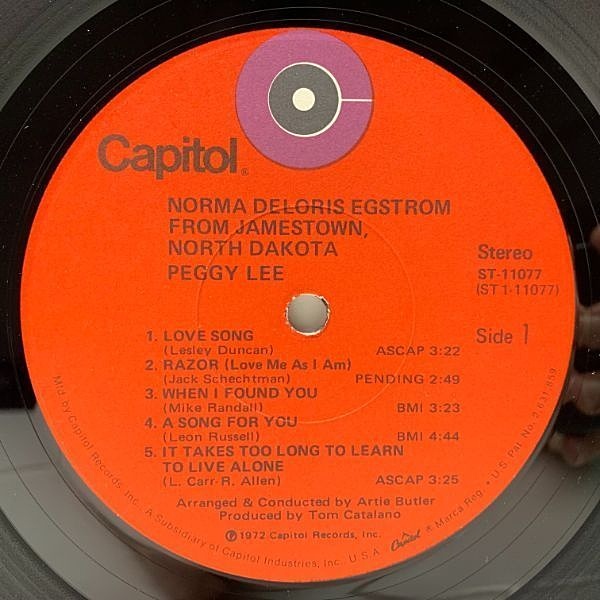 Capitol®
NORMA DELORIS EGSTROM
FROM JAMESTOWN,
NORTH DAKOTA
PEGGY LEE
Stereo
ST-11077
(ST 1-11077)
Side 1
1. LOVE SONG
(Lesley Duncan) ASCAP 3:22
2. RAZOR (Love Me As I Am)
(Jack Schechtman) PENDING 2:49
3. WHEN I FOUND YOU
(Mike Randall) BMI 3:23
4. A SONG FOR YOU
(Leon Russell) BMI 4:44
5. IT TAKES TOO LONG TO LEARN
TO LIVE ALONE
(L. Carr-R. Allen) ASCAP 3:25
Arranged & Conducted by Artie Butler
Produced by Tom Catalano
℗ 1972 Capitol Records, Inc.
Mfd. by Capitol Records, Inc., A Subsidiary of Capitol Industries, Inc., U.S.A. Capitol ® Marca Reg. • U.S. Pat. No. 2,631,859